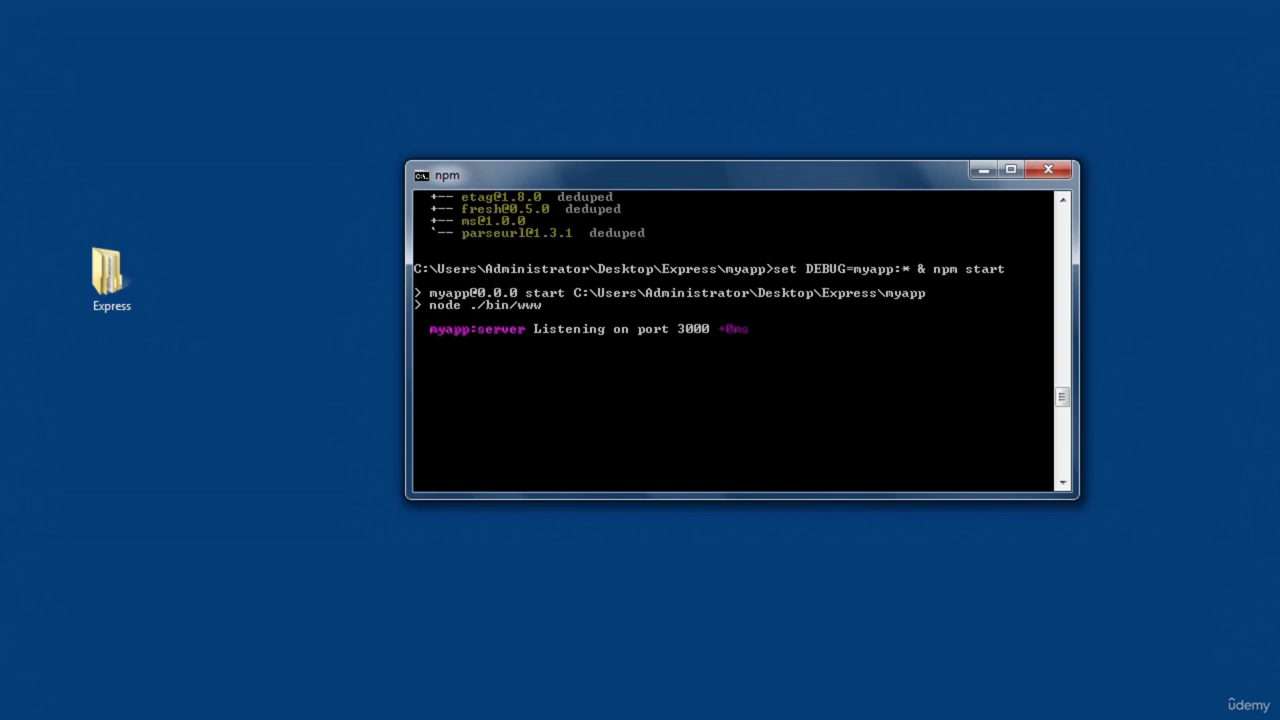 npm
+-- etag@1.8.0 deduped
+-- fresh@0.5.0 deduped
+-- ms@1.0.0
`-- parseurl@1.3.1 deduped
C:\Users\Administrator\Desktop\Express\myapp>set DEBUG=myapp:* & npm start
> myapp@0.0.0 start C:\Users\Administrator\Desktop\Express\myapp
> node ./bin/www
myapp:server Listening on port 3000 +0ms
Express
ûdemy